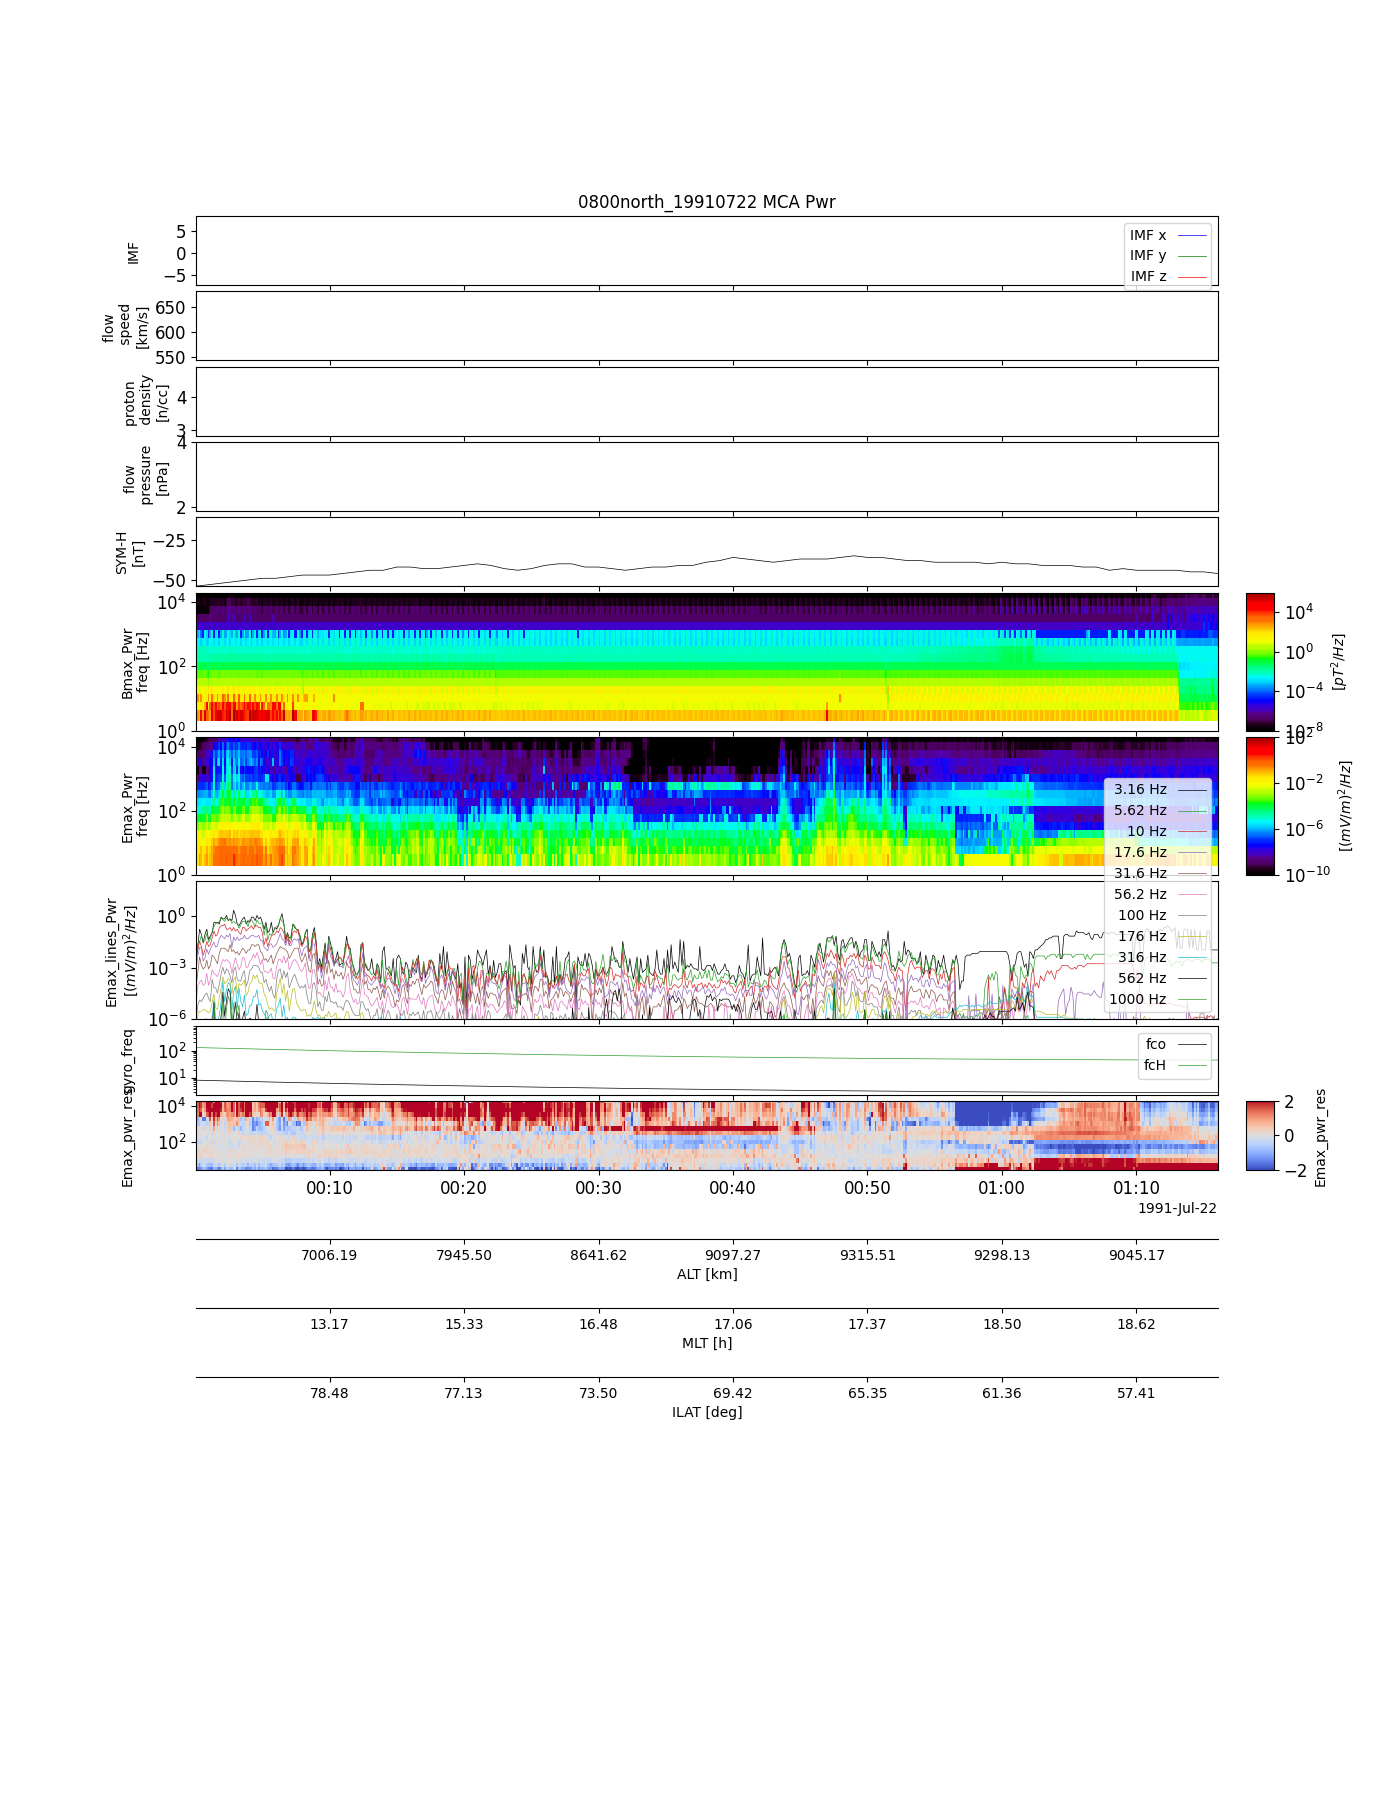 0800north_19910722 MCA Pwr
IMF
5
0
−5
IMF x
IMF y
IMF z
flow
speed
[km/s]
650
600
550
proton
density
[n/cc]
4
3
flow
pressure
[nPa]
4
2
SYM-H
[nT]
−25
−50
Bmax_Pwr
freq [Hz]
10^4
10^2
10^0
10^4
10^0
10^−4
10^−8
[pT^2/Hz]
Emax_Pwr
freq [Hz]
10^4
10^2
10^0
10^2
10^−2
10^−6
10^−10
[(mV/m)^2/Hz]
Emax_lines_Pwr
[(mV/m)^2/Hz]
10^0
10^−3
10^−6
3.16 Hz
5.62 Hz
10 Hz
17.6 Hz
31.6 Hz
56.2 Hz
100 Hz
176 Hz
316 Hz
562 Hz
1000 Hz
gyro_freq
10^2
10^1
fco
fcH
Emax_pwr_res
10^4
10^2
2
0
−2
Emax_pwr_res
00:10 00:20 00:30 00:40 00:50 01:00 01:10
1991-Jul-22
7006.19 7945.50 8641.62 9097.27 9315.51 9298.13 9045.17
ALT [km]
13.17 15.33 16.48 17.06 17.37 18.50 18.62
MLT [h]
78.48 77.13 73.50 69.42 65.35 61.36 57.41
ILAT [deg]